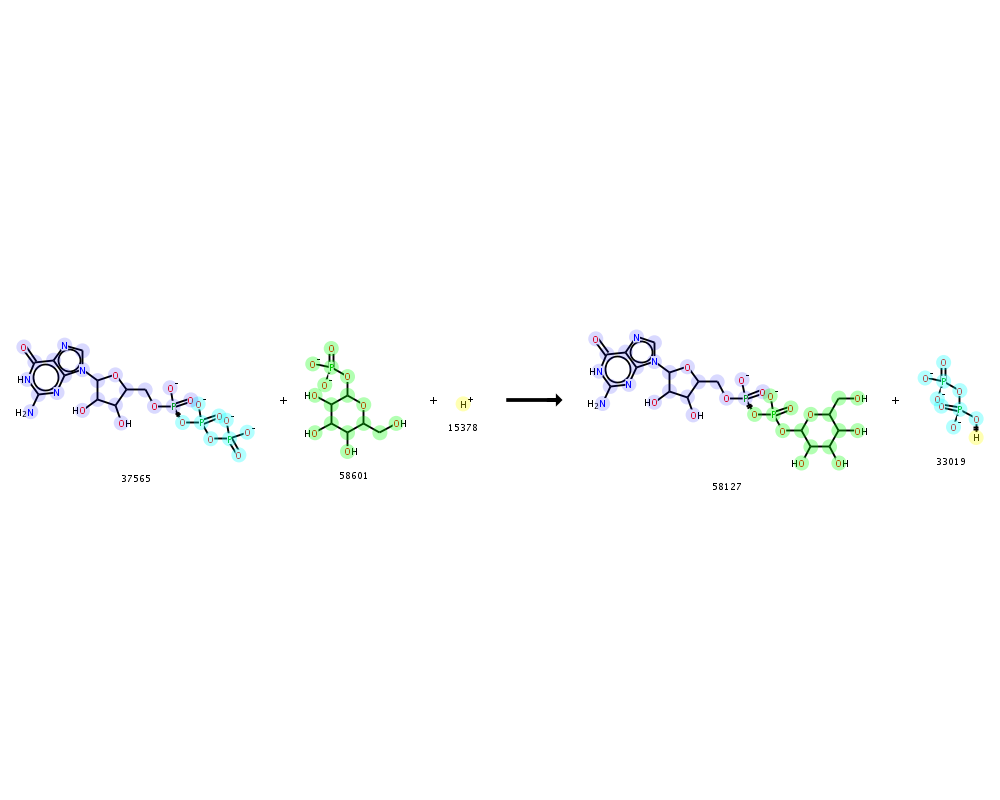 O N N HN N N H₂N O HO OH O O⁻ P O O O⁻ P O O O⁻ P O⁻ O
+
O O⁻ P O⁻ O HO O HO OH OH
+
H⁺
O N N HN N N H₂N O HO OH O O⁻ P O O O⁻ P O O O OH OH HO OH
+
O O⁻ P O O P O⁻ O H
37565
58601
15378
58127
33019